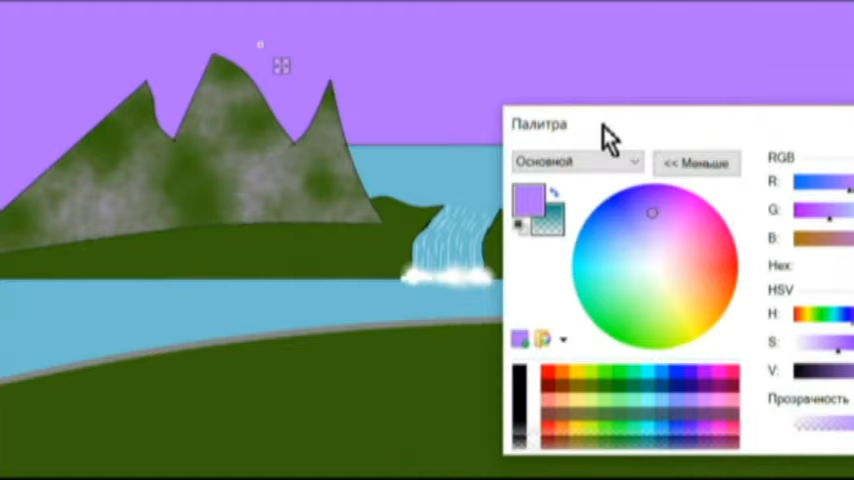 Палитра
Основной
<< Меньше
RGB
R:
G:
B:
Hex:
HSV
H:
S:
V:
Прозрачность